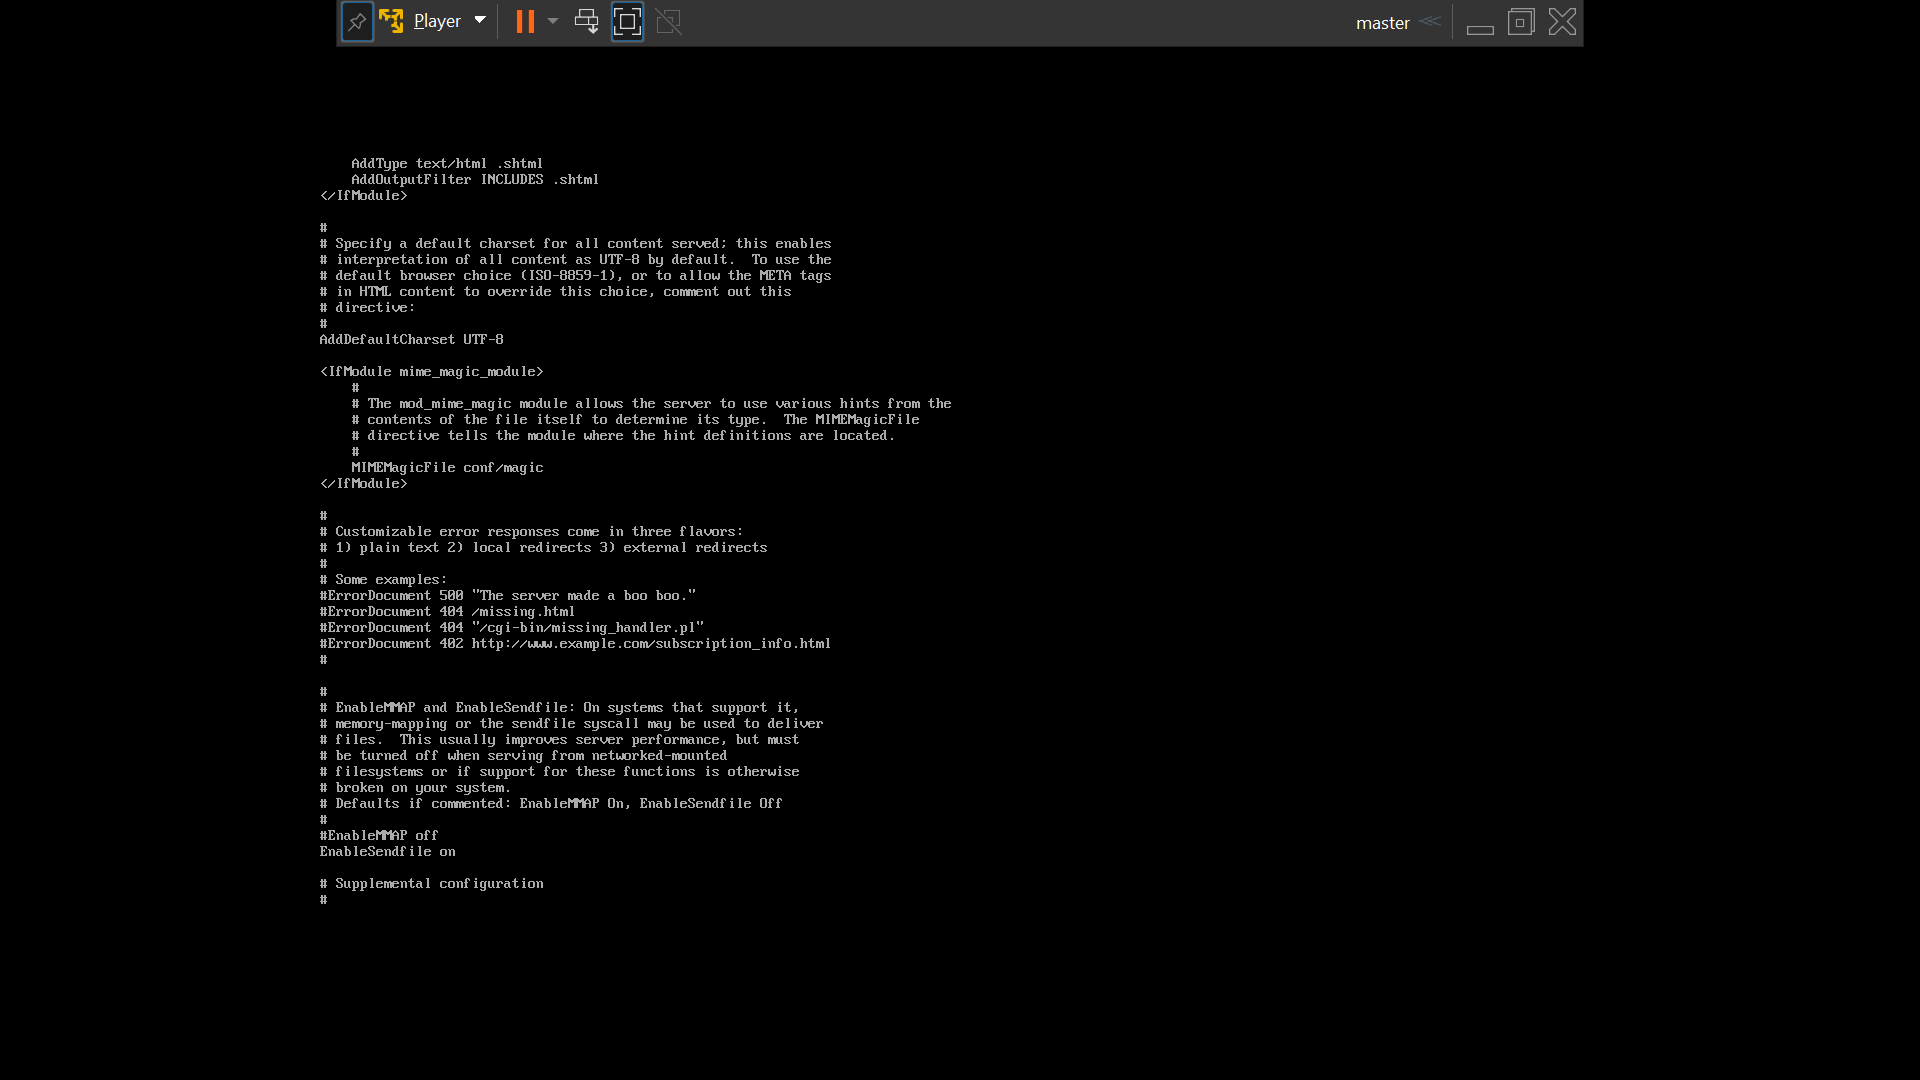 Player
master
AddType text/html .shtml
AddOutputFilter INCLUDES .shtml
</IfModule>
#
# Specify a default charset for all content served; this enables
# interpretation of all content as UTF-8 by default.  To use the
# default browser choice (ISO-8859-1), or to allow the META tags
# in HTML content to override this choice, comment out this
# directive:
#
AddDefaultCharset UTF-8
<IfModule mime_magic_module>
#
# The mod_mime_magic module allows the server to use various hints from the
# contents of the file itself to determine its type.  The MIMEMagicFile
# directive tells the module where the hint definitions are located.
#
MIMEMagicFile conf/magic
</IfModule>
#
# Customizable error responses come in three flavors:
# 1) plain text 2) local redirects 3) external redirects
#
# Some examples:
#ErrorDocument 500 "The server made a boo boo."
#ErrorDocument 404 /missing.html
#ErrorDocument 404 "/cgi-bin/missing_handler.pl"
#ErrorDocument 402 http://www.example.com/subscription_info.html
#
#
# EnableMMAP and EnableSendfile: On systems that support it,
# memory-mapping or the sendfile syscall may be used to deliver
# files.  This usually improves server performance, but must
# be turned off when serving from networked-mounted
# filesystems or if support for these functions is otherwise
# broken on your system.
# Defaults if commented: EnableMMAP On, EnableSendfile Off
#
#EnableMMAP off
EnableSendfile on
# Supplemental configuration
#